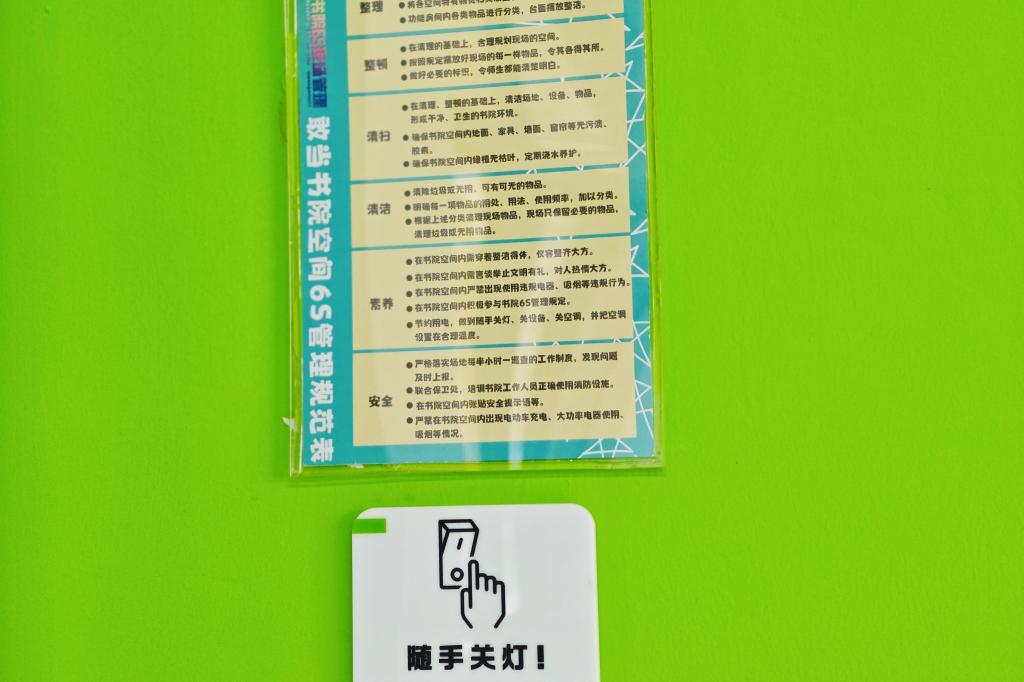 书院6S现场管理
敢当书院空间6S管理规范表
整理
●功能房间内各类物品进行分类，台面摆放整洁。
整顿
●在清理的基础上，合理规划现场的空间。
●按照规定摆放好现场的每一样物品，令其各得其所。
●做好必要的标识，令师生都能清楚明白。
清扫
●在清理、整顿的基础上，清洁场地、设备、物品，
形成干净、卫生的书院环境。
●确保书院空间内地面、家具、墙面、窗帘等无污渍、
胶痕。
●确保书院空间内绿植无枯叶，定期浇水养护。
清洁
●清除垃圾或无用、可有可无的物品。
●明确每一项物品的用处、用法、使用频率，加以分类。
●根据上述分类清理现场物品，现场只保留必要的物品，
清理垃圾或无用物品。
素养
●在书院空间内需穿着整洁得体，仪容整齐大方。
●在书院空间内需言谈举止文明有礼，对人热情大方。
●在书院空间内严禁出现使用违规电器、吸烟等违规行为。
●在书院空间内积极参与书院6S管理规定。
●节约用电，做到随手关灯、关设备、关空调，并把空调
设置在合理温度。
安全
●严格落实场地每半小时一巡查的工作制度，发现问题
及时上报。
●联合保卫处，培训书院工作人员正确使用消防设施。
●在书院空间内张贴安全提示语等。
●严禁在书院空间内出现电动车充电、大功率电器使用、
吸烟等情况。
随手关灯！